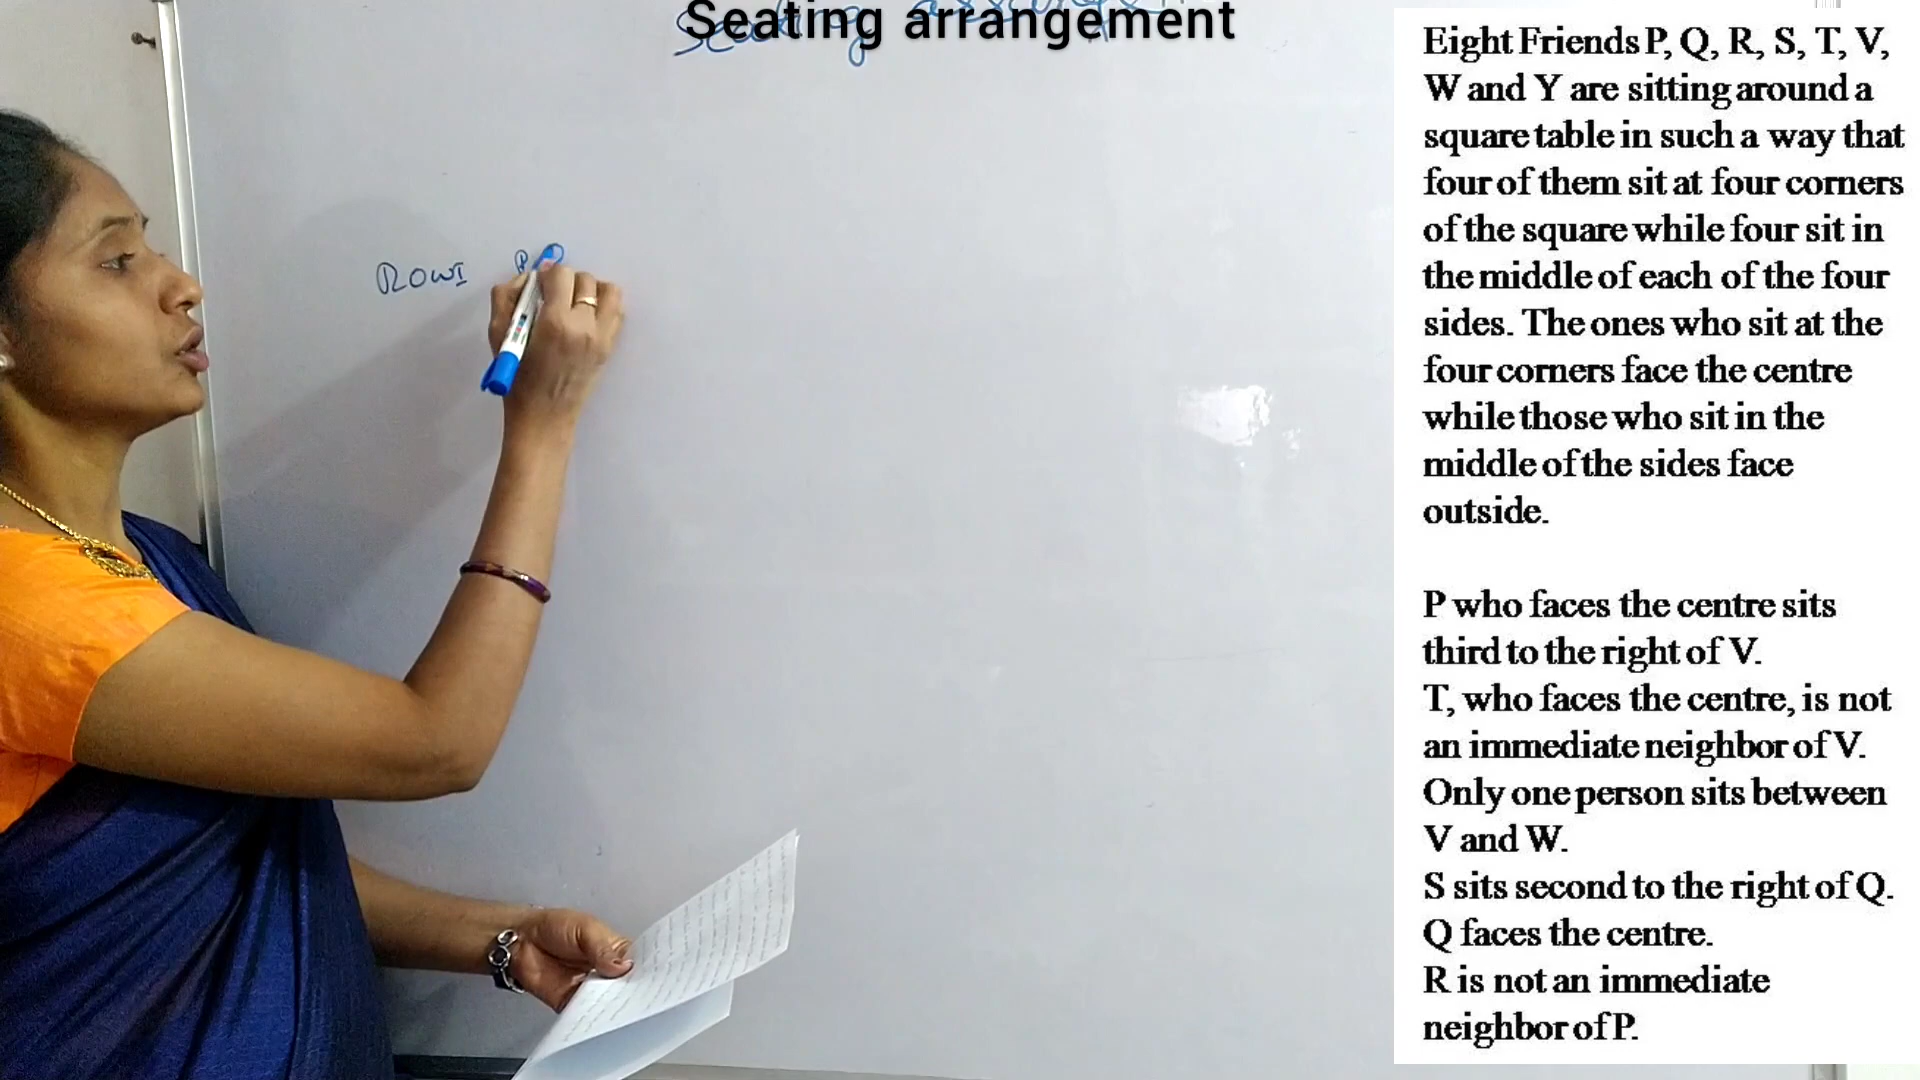 Seating arrangement
Eight Friends P, Q, R, S, T, V,
W and Y are sitting around a
square table in such a way that
four of them sit at four corners
of the square while four sit in
the middle of each of the four
sides. The ones who sit at the
four corners face the centre
while those who sit in the
middle of the sides face
outside.
P who faces the centre sits
third to the right of V.
T, who faces the centre, is not
an immediate neighbor of V.
Only one person sits between
V and W.
S sits second to the right of Q.
Q faces the centre.
R is not an immediate
neighbor of P.
Row I